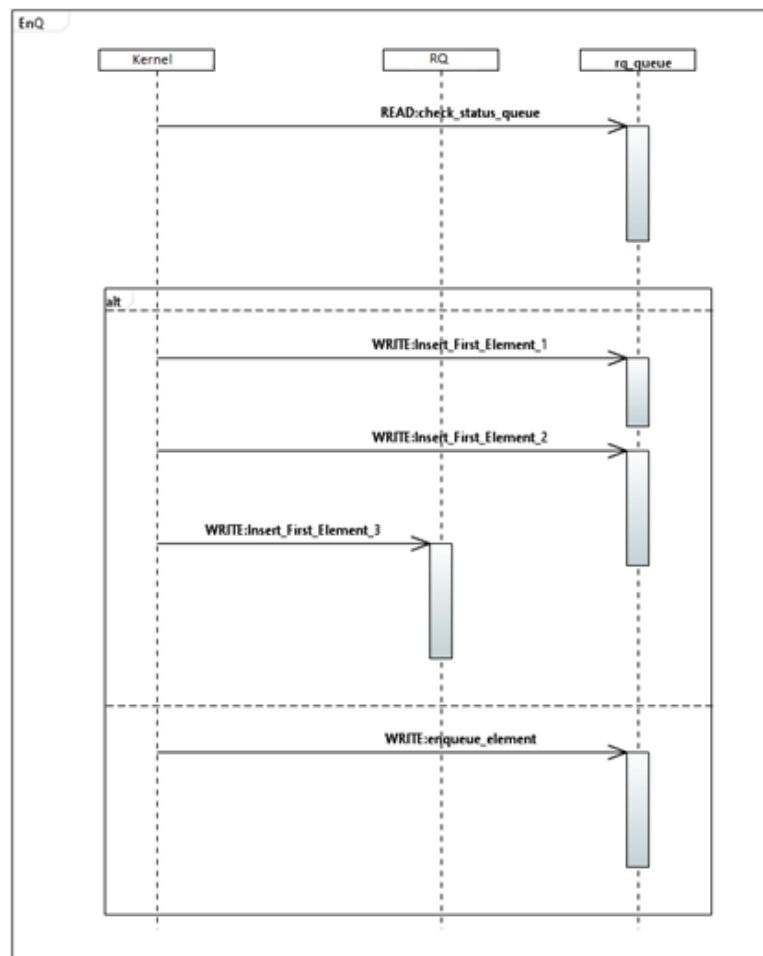 EnQ
Kernel
RQ
rq_queue
READ:check_status_queue
alt
WRITE:Insert_First_Element_1
WRITE:Insert_First_Element_2
WRITE:Insert_First_Element_3
WRITE:enqueue_element